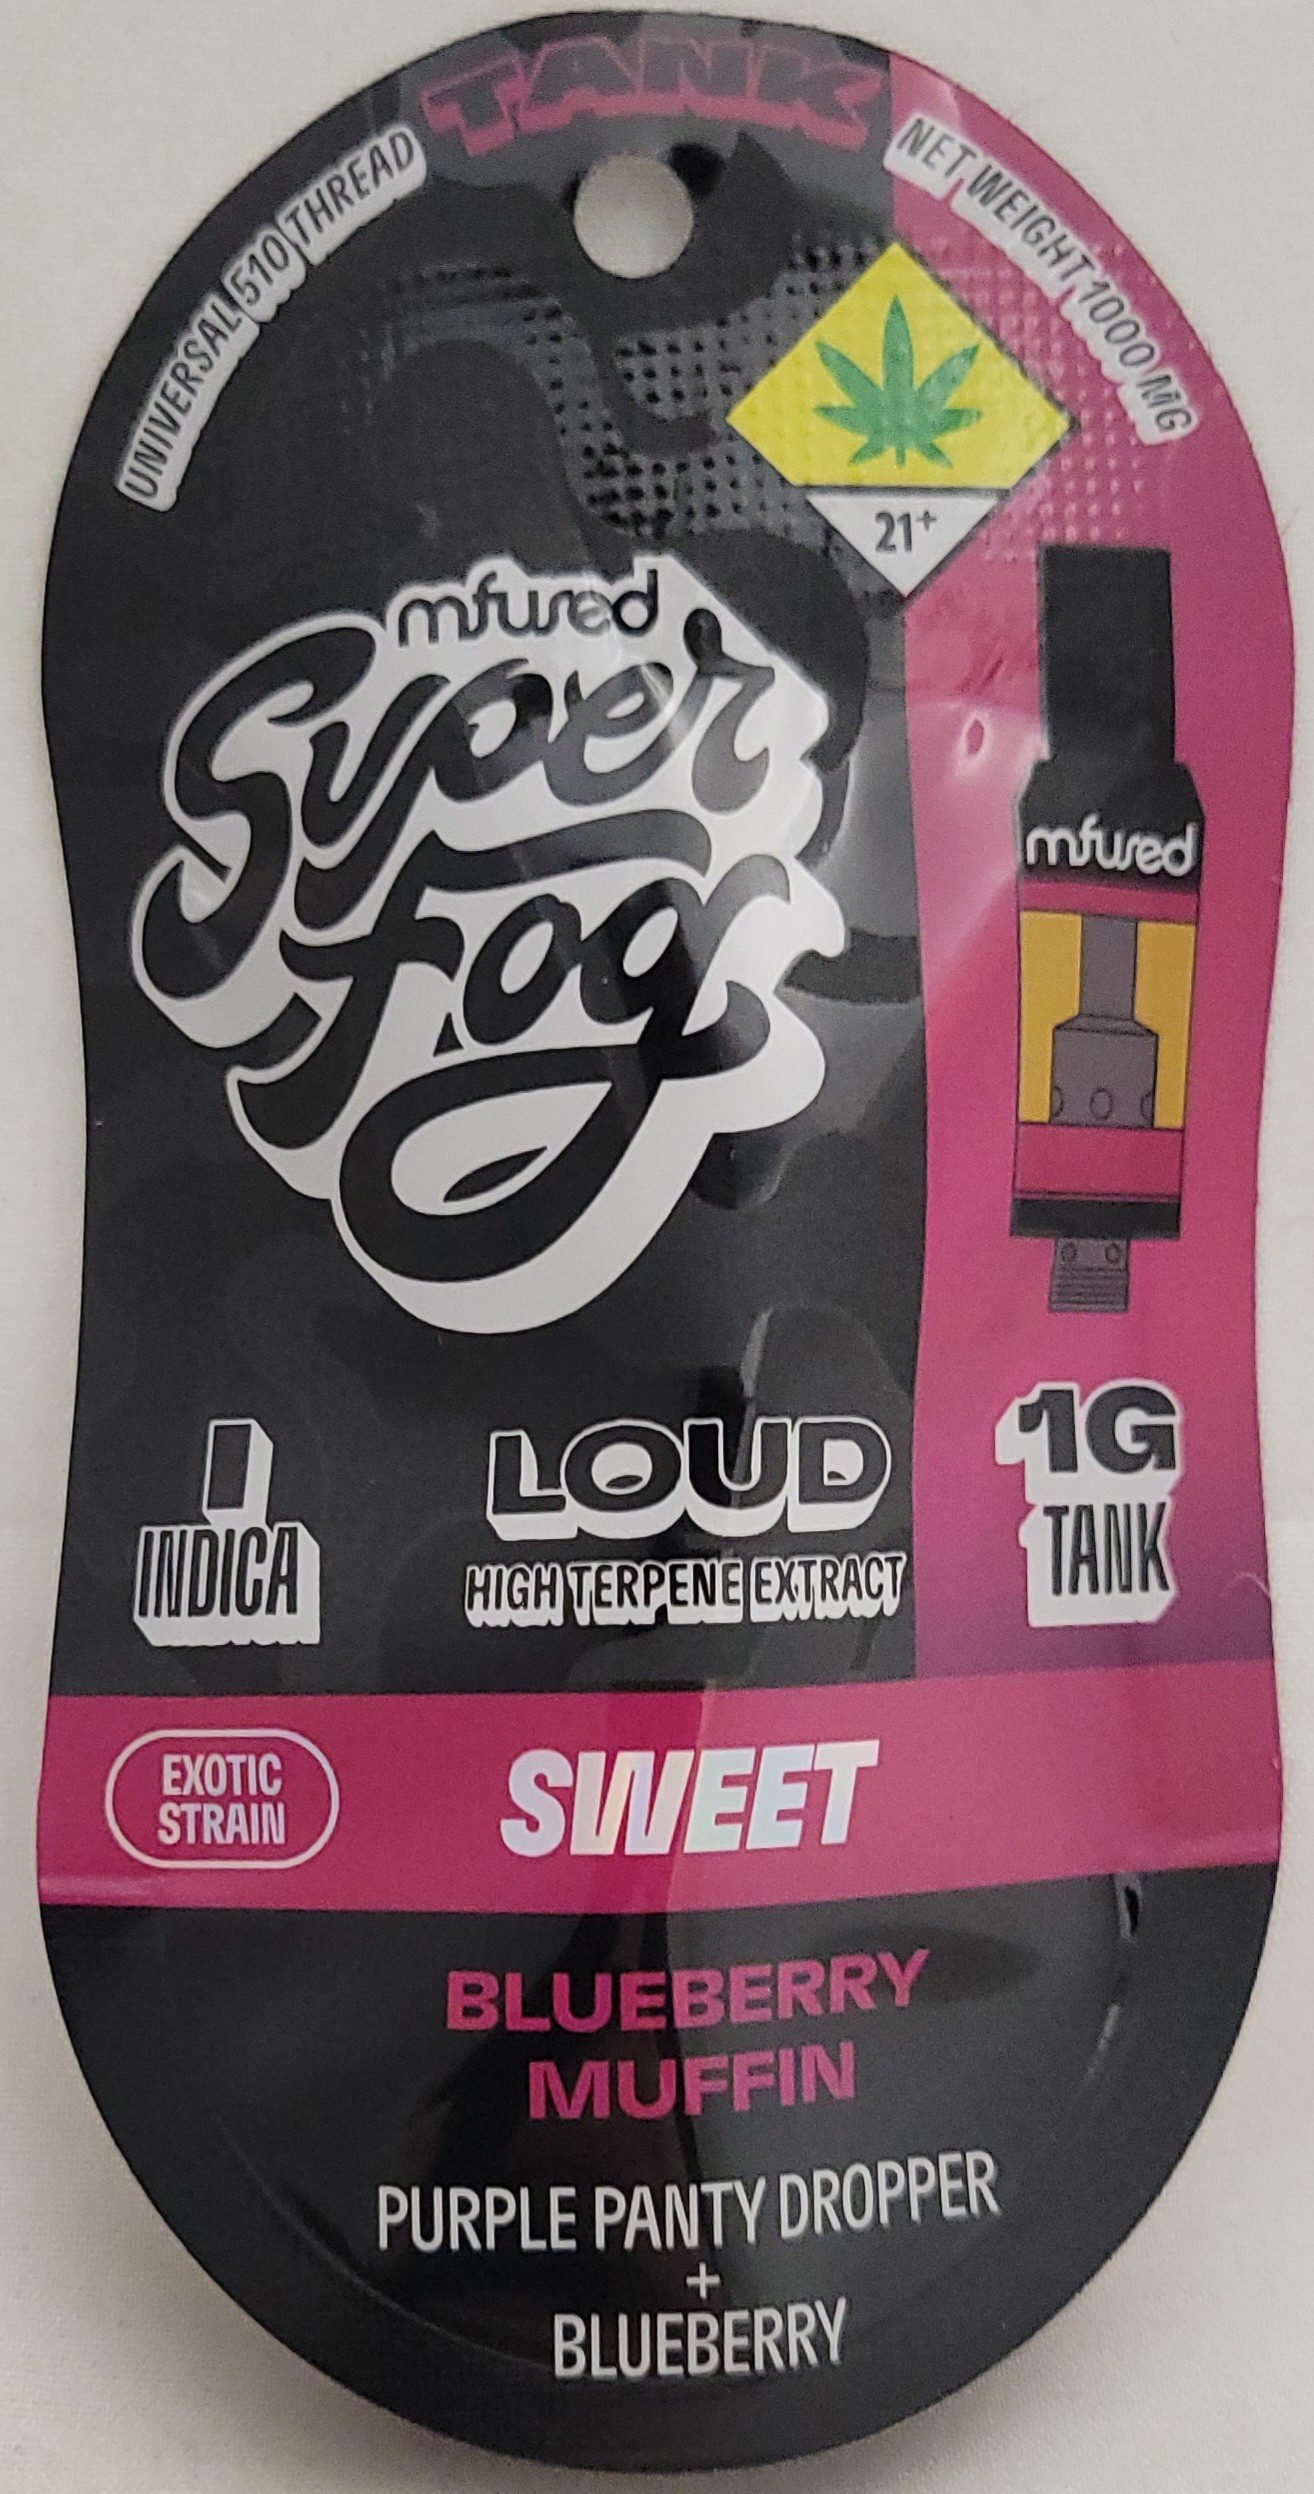 TANK
UNIVERSAL 510 THREAD
NET WEIGHT 1000 MG
21+
mfused
Super
Fog
mfused
I
INDICA
LOUD
HIGH TERPENE EXTRACT
1G
TANK
EXOTIC
STRAIN
SWEET
BLUEBERRY
MUFFIN
PURPLE PANTY DROPPER
+
BLUEBERRY